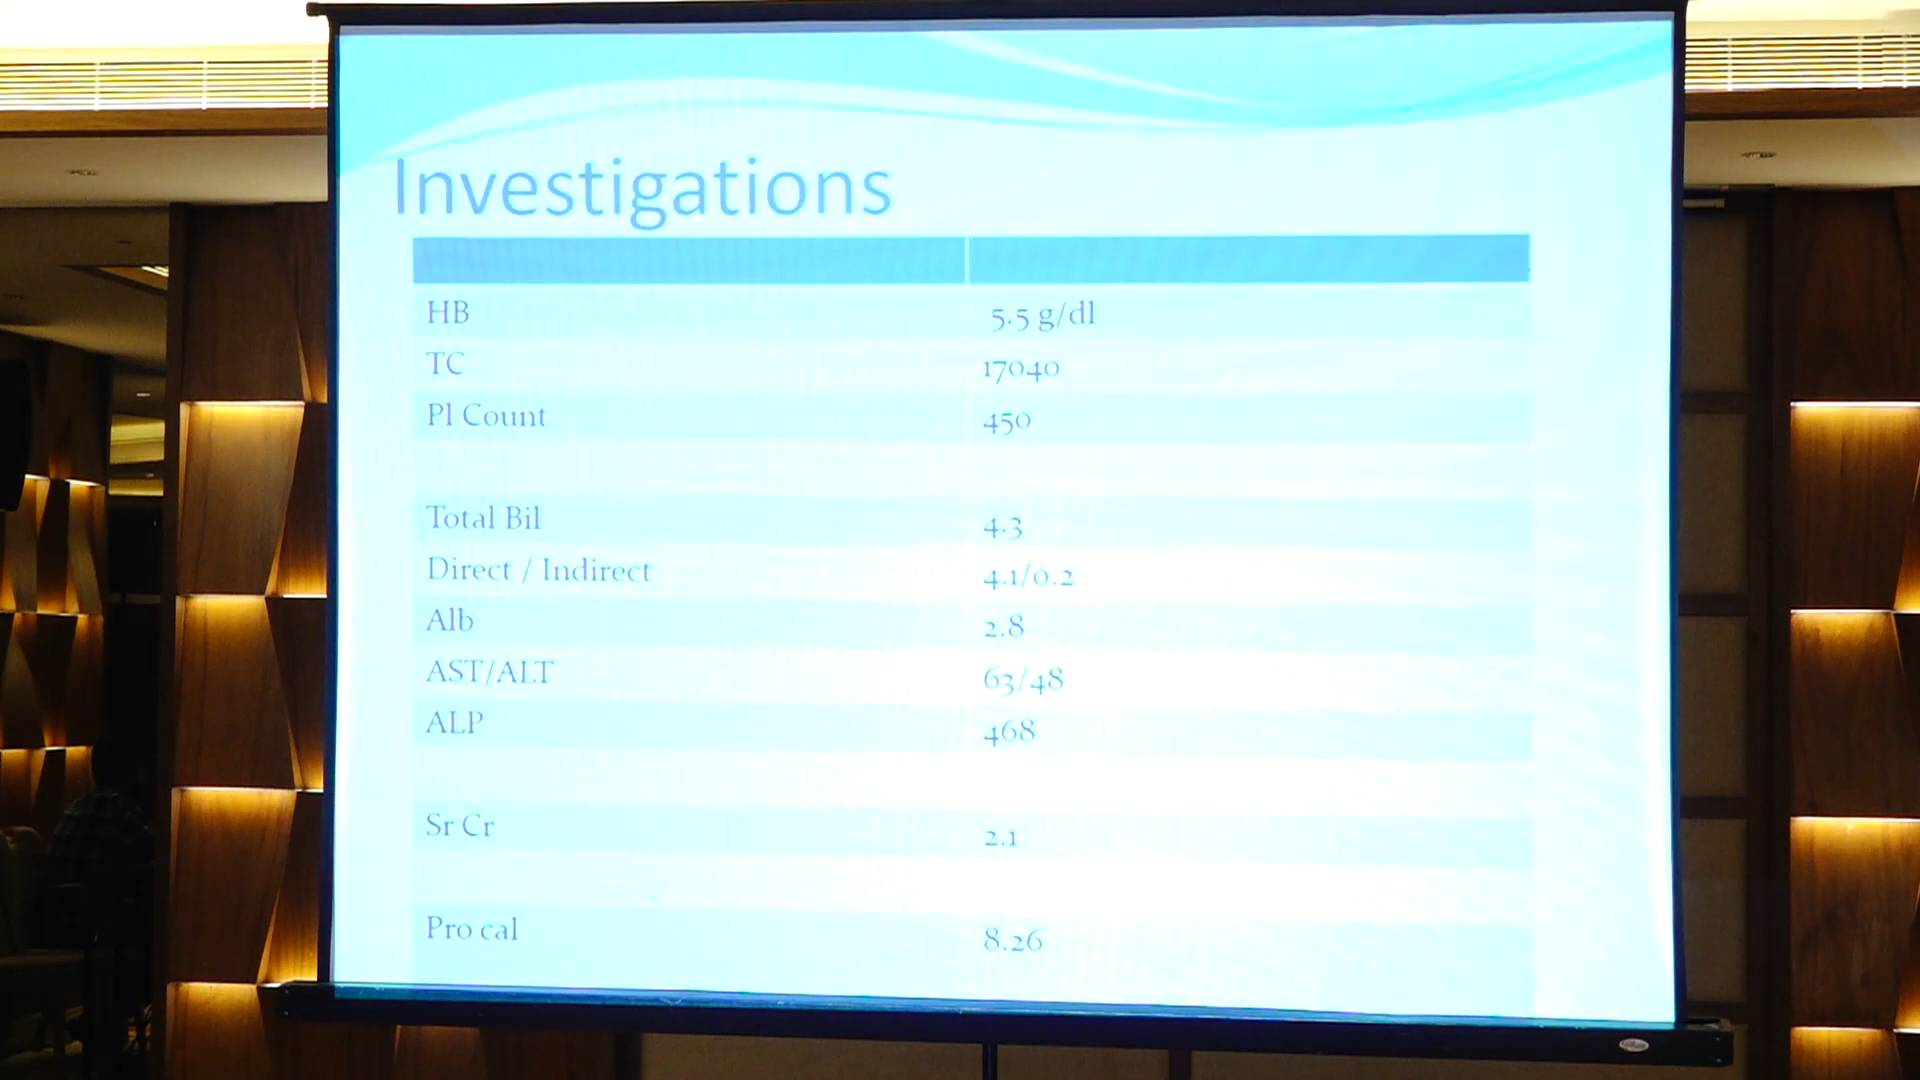 Investigations
HB 5.5 g/dl
TC 17040
Pl Count 450
Total Bil 4.3
Direct / Indirect 4.1/0.2
Alb 2.8
AST/ALT 63/48
ALP 468
Sr Cr 2.1
Pro cal 8.26